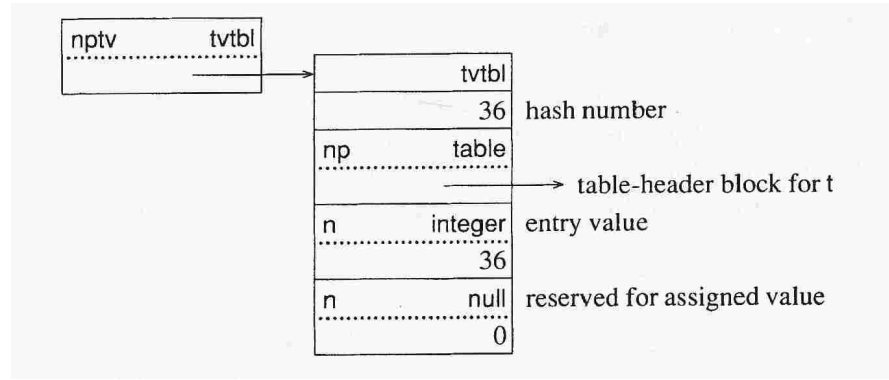 nptv tvtbl
tvtbl
36 hash number
np table
table-header block for t
n integer entry value
36
n null reserved for assigned value
0